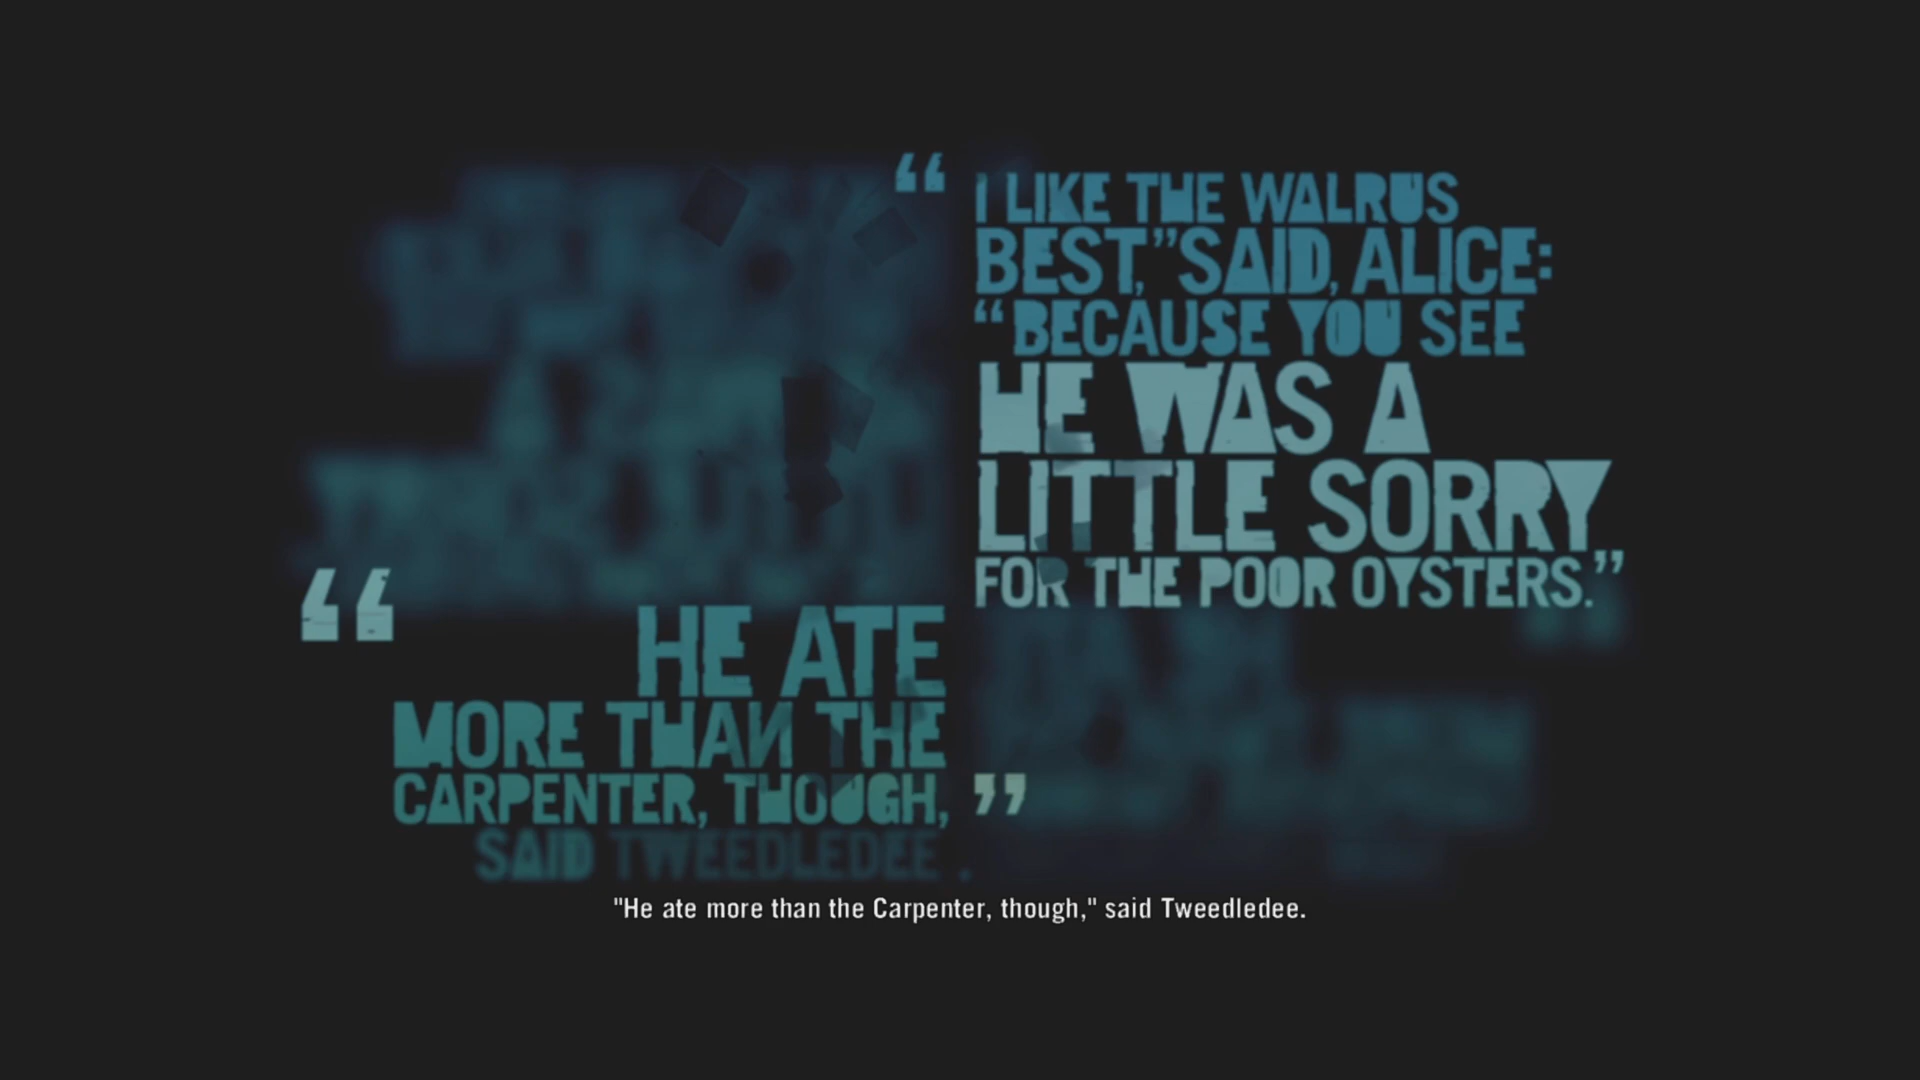 “ I LIKE THE WALRUS
BEST,” SAID, ALICE:
“BECAUSE YOU SEE
HE WAS A
LITTLE SORRY
FOR THE POOR OYSTERS.”
“ HE ATE
MORE THAN THE
CARPENTER, THOUGH, ”
SAID TWEEDLEDEE .
"He ate more than the Carpenter, though," said Tweedledee.